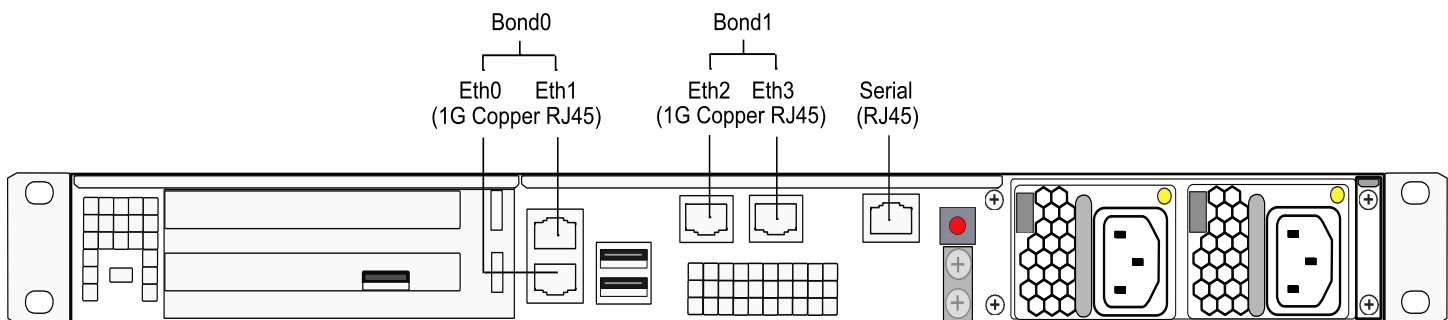 Bond0 Bond1
Eth0 Eth1 Eth2 Eth3 Serial
(1G Copper RJ45) (1G Copper RJ45) (RJ45)